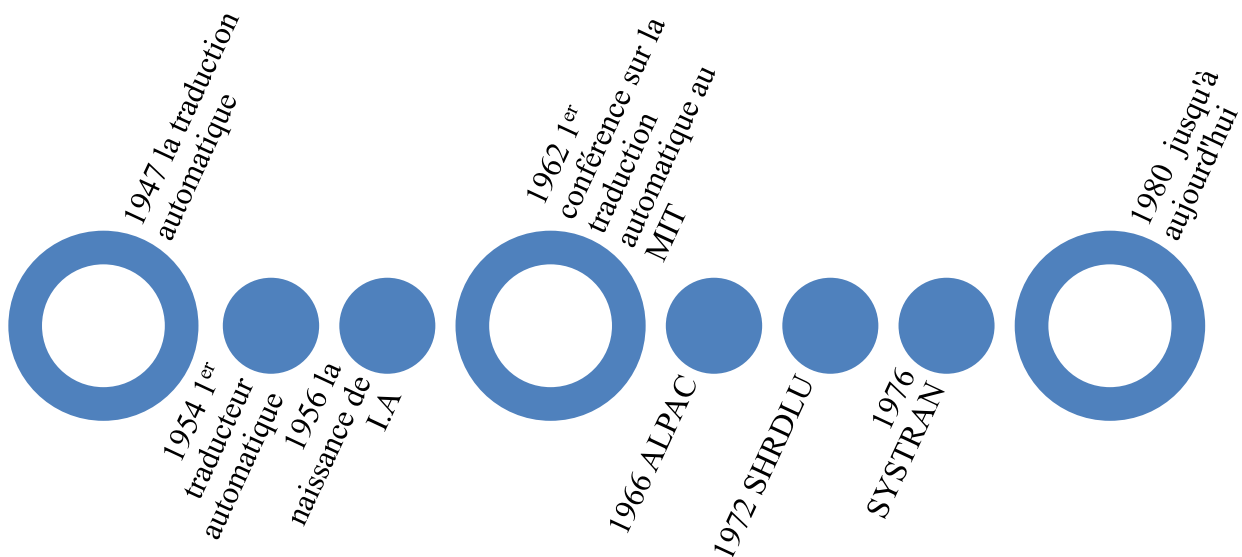 1947 la traduction
automatique
1954 1er
traducteur
automatique
1956 la
naissance de
I.A
1962 1er
conférence sur la
traduction
automatique au
MIT
1966 ALPAC
1972 SHRDLU
1976
SYSTRAN
1980 jusqu'à
aujourd'hui